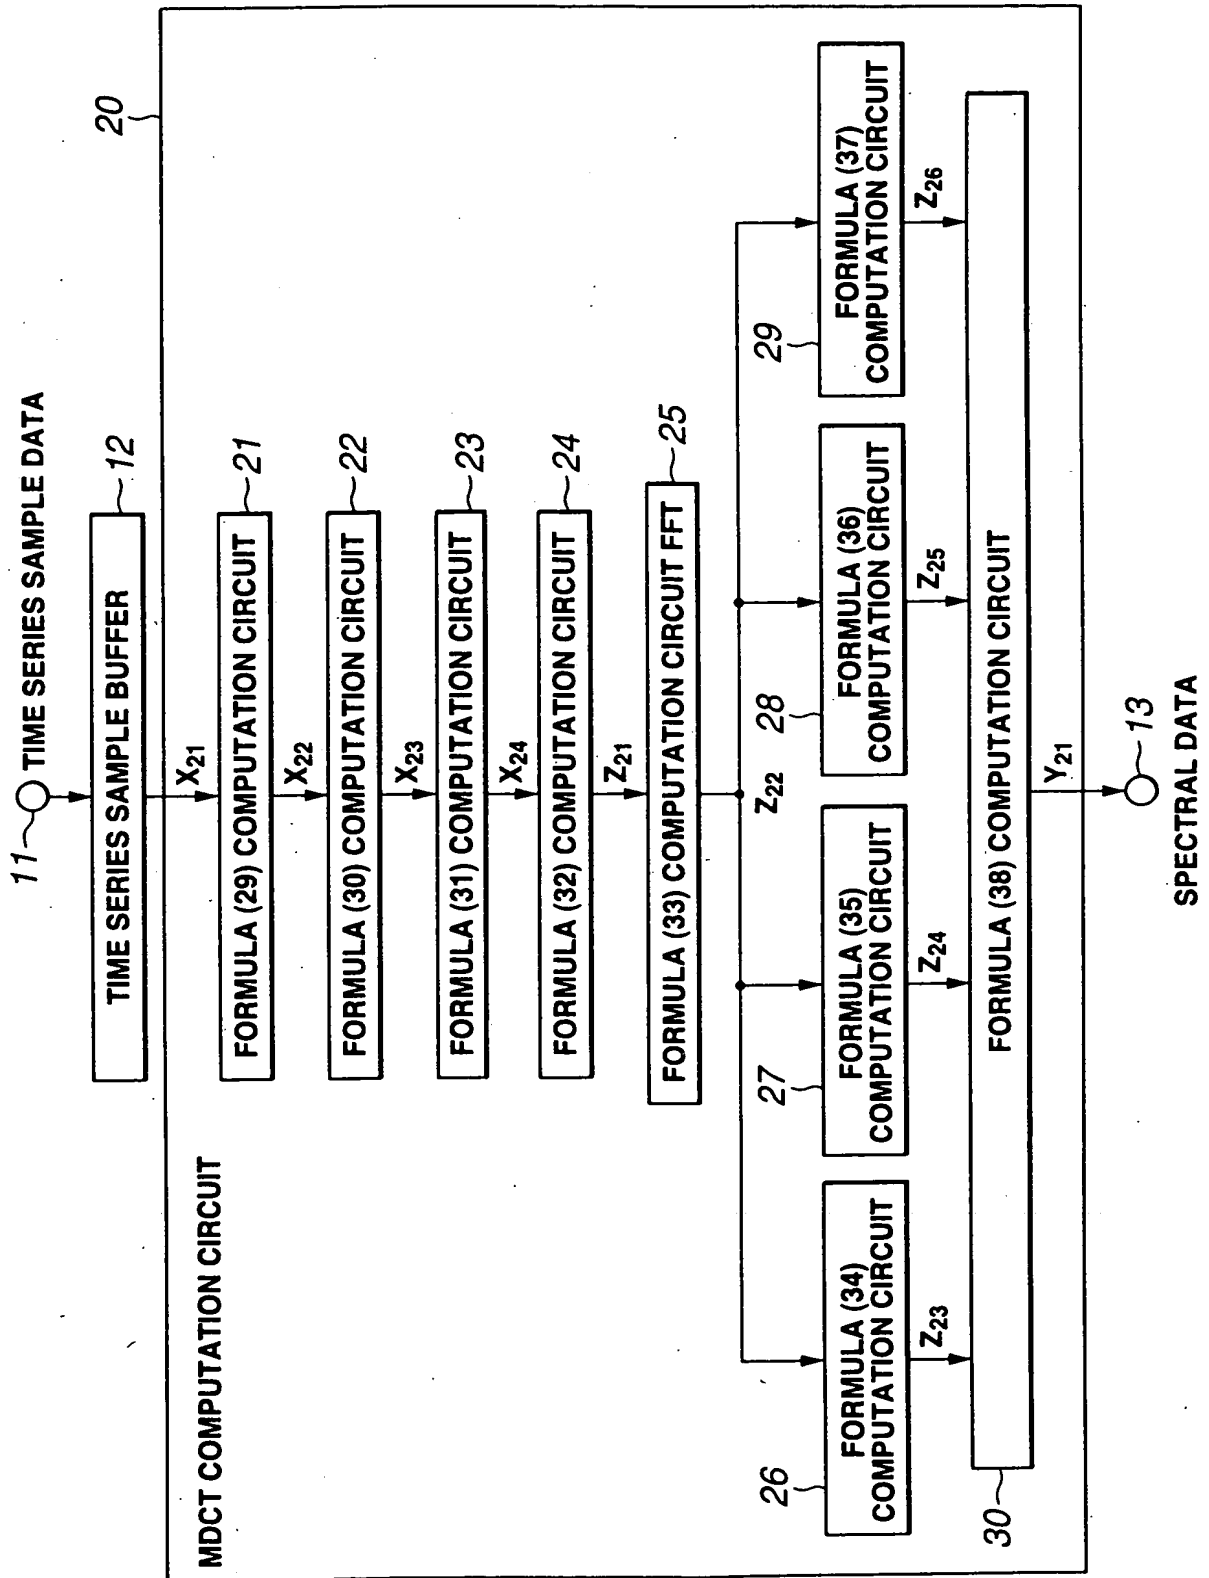 11
TIME SERIES SAMPLE DATA
TIME SERIES SAMPLE BUFFER
12
20
MDCT COMPUTATION CIRCUIT
X21
FORMULA (29) COMPUTATION CIRCUIT
21
X22
FORMULA (30) COMPUTATION CIRCUIT
22
X23
FORMULA (31) COMPUTATION CIRCUIT
23
X24
FORMULA (32) COMPUTATION CIRCUIT
24
Z21
FORMULA (33) COMPUTATION CIRCUIT FFT
25
Z22
26
FORMULA (34)
COMPUTATION CIRCUIT
Z23
27
FORMULA (35)
COMPUTATION CIRCUIT
Z24
28
FORMULA (36)
COMPUTATION CIRCUIT
Z25
29
FORMULA (37)
COMPUTATION CIRCUIT
Z26
30
FORMULA (38) COMPUTATION CIRCUIT
Y21
13
SPECTRAL DATA